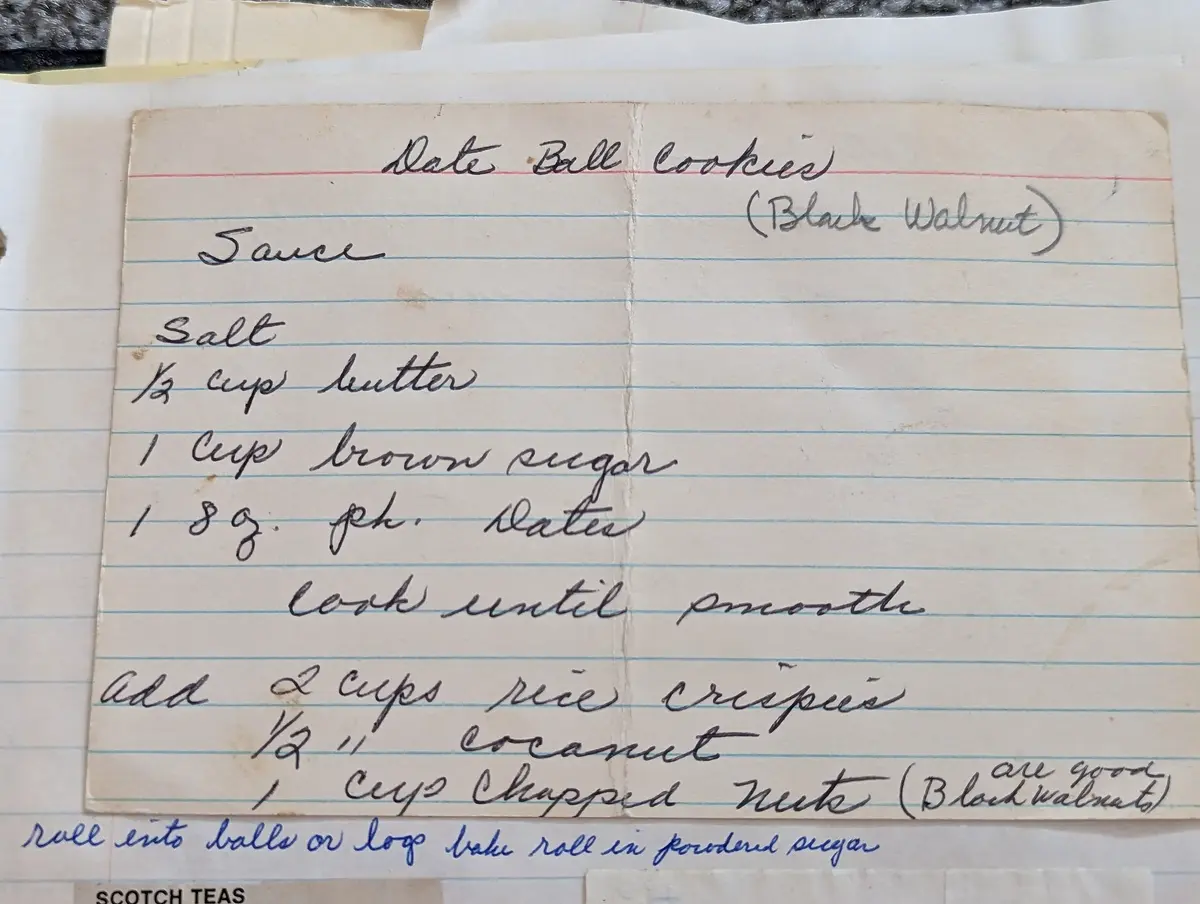 Date Ball Cookies
(Black Walnut)
Sauce
Salt
1/2 cup butter
1 cup brown sugar
1 8 oz. pk. Dates
Cook until smooth
add 2 cups rice crispies
1/2 " cocanut
1 cup Chopped nuts (Black Walnuts)
are good
roll into balls or logs bake roll in powdered sugar
SCOTCH TEAS